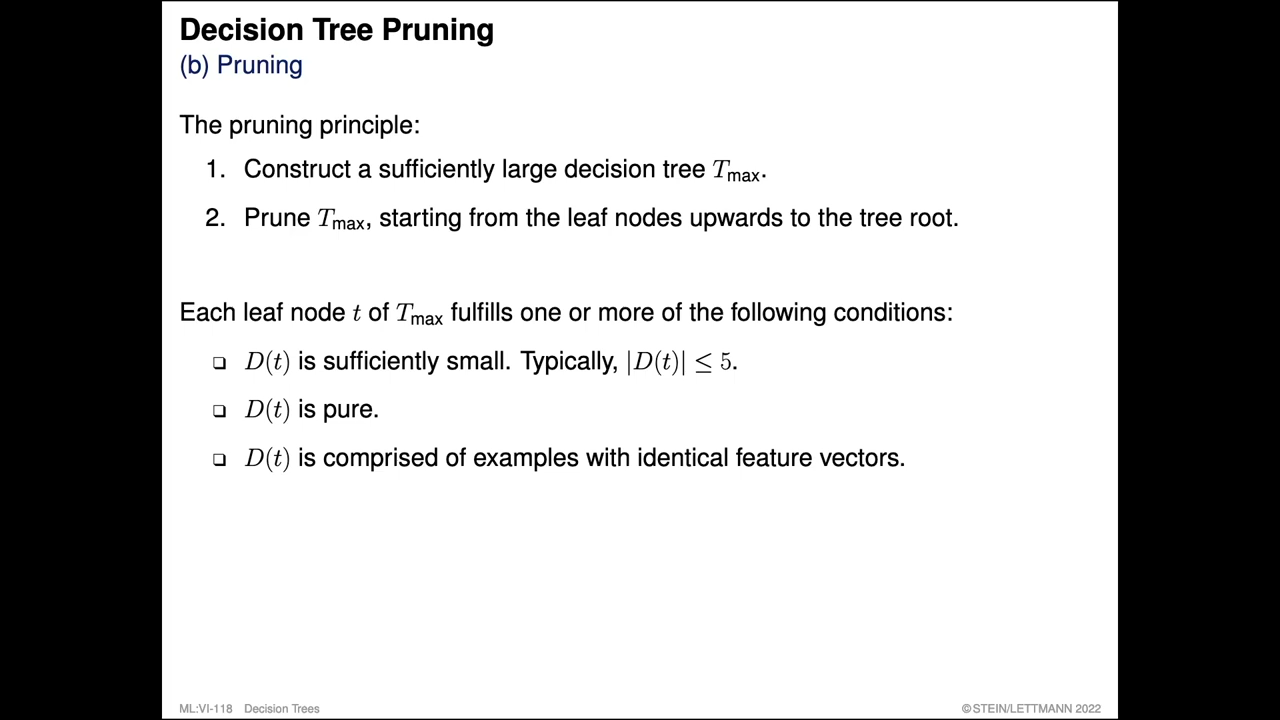 Decision Tree Pruning
(b) Pruning
The pruning principle:
1. Construct a sufficiently large decision tree Tmax.
2. Prune Tmax, starting from the leaf nodes upwards to the tree root.
Each leaf node t of Tmax fulfills one or more of the following conditions:
❑ D(t) is sufficiently small. Typically, |D(t)| ≤ 5.
❑ D(t) is pure.
❑ D(t) is comprised of examples with identical feature vectors.
ML:VI-118 Decision Trees ©STEIN/LETTMANN 2022